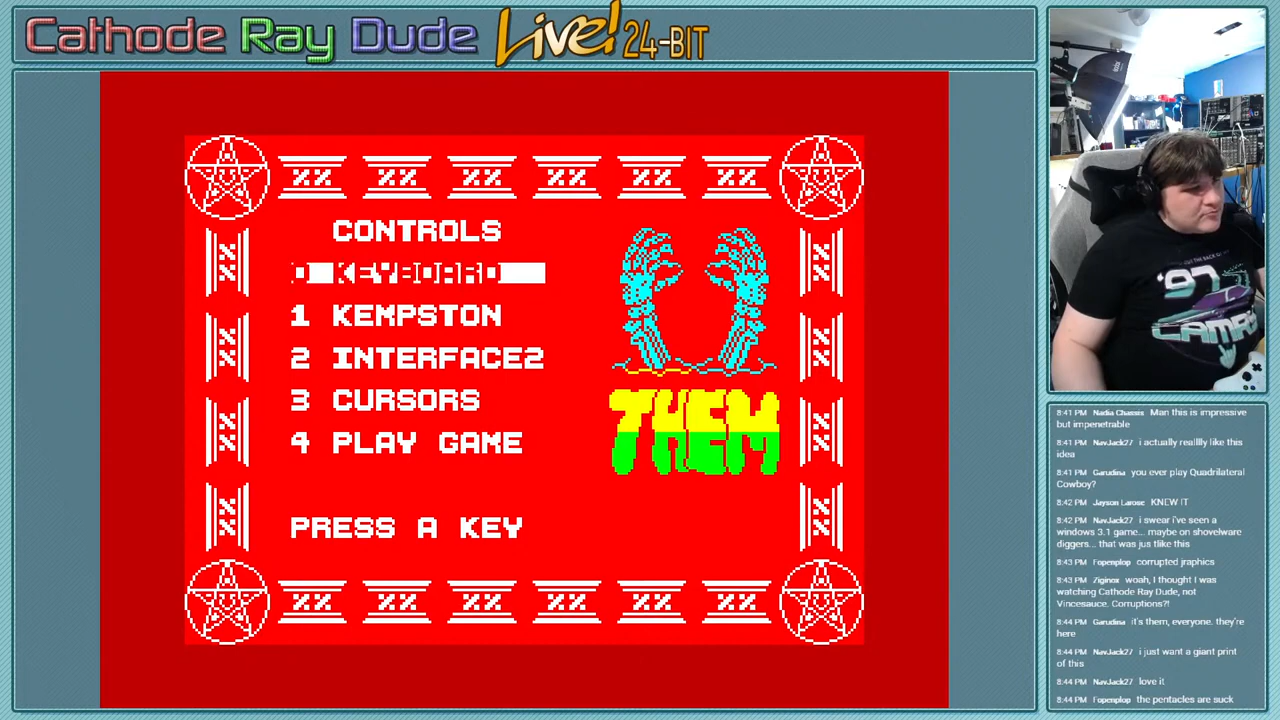 Cathode Ray Dude Live! 24-BIT
CONTROLS
0 KEYBOARD
1 KEMPSTON
2 INTERFACE2
3 CURSORS
4 PLAY GAME
PRESS A KEY
THEM
'97
8:41 PM Nadia Chassis Man this is impressive
but impenetrable
8:41 PM NavJack27 i actually reallly like this
idea
8:41 PM Garudina you ever play Quadrilateral
Cowboy?
8:42 PM Jayson Larose KNEW IT
8:42 PM NavJack27 i swear i've seen a
windows 3.1 game... maybe on shovelware
diggers... that was jus tlike this
8:43 PM Fopenplop corrupted jraphics
8:43 PM Ziginox woah, I thought I was
watching Cathode Ray Dude, not
Vincesauce. Corruptions?!
8:44 PM Garudina it's them, everyone. they're
here
8:44 PM NavJack27 i just want a giant print
of this
8:44 PM NavJack27 love it
8:44 PM Fopenplop the pentacles are suck